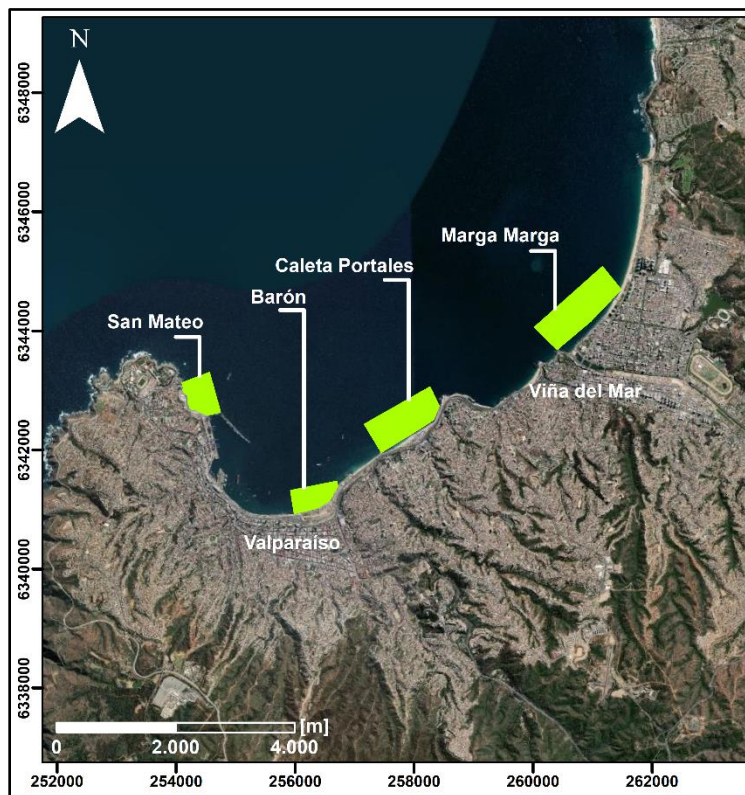 N
6348000
6346000
6344000
6342000
6340000
6338000
Marga Marga
Caleta Portales
Barón
San Mateo
Viña del Mar
Valparaíso
[m]
0 2.000 4.000
252000 254000 256000 258000 260000 262000